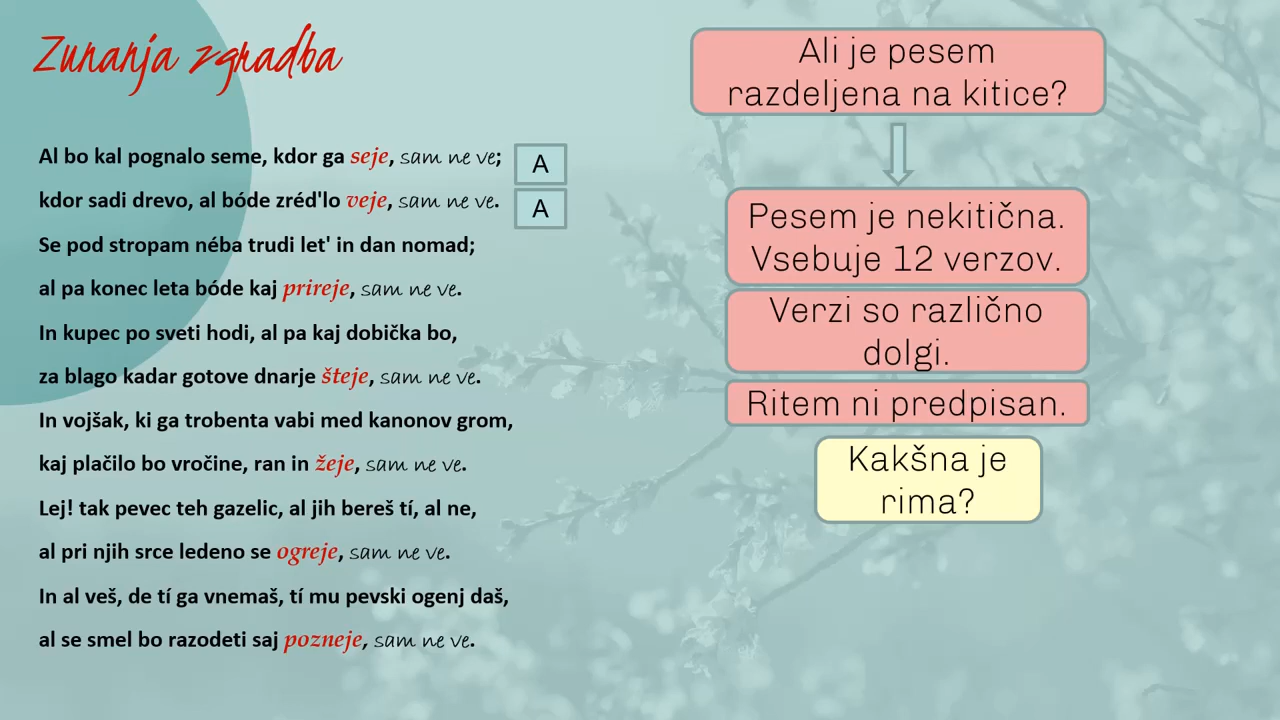 Zunanja zgradba
Al bo kal pognalo seme, kdor ga seje, sam ne ve;
A
kdor sadi drevo, al bóde zréd'lo veje, sam ne ve.
A
Se pod stropam néba trudi let' in dan nomad;
al pa konec leta bóde kaj prireje, sam ne ve.
In kupec po sveti hodi, al pa kaj dobička bo,
za blago kadar gotove dnarje šteje, sam ne ve.
In vojšak, ki ga trobenta vabi med kanonov grom,
kaj plačilo bo vročine, ran in žeje, sam ne ve.
Lej! tak pevec teh gazelic, al jih bereš tí, al ne,
al pri njih srce ledeno se ogreje, sam ne ve.
In al veš, de tí ga vnemaš, tí mu pevski ogenj daš,
al se smel bo razodeti saj pozneje, sam ne ve.
Ali je pesem
razdeljena na kitice?
Pesem je nekitična.
Vsebuje 12 verzov.
Verzi so različno
dolgi.
Ritem ni predpisan.
Kakšna je
rima?